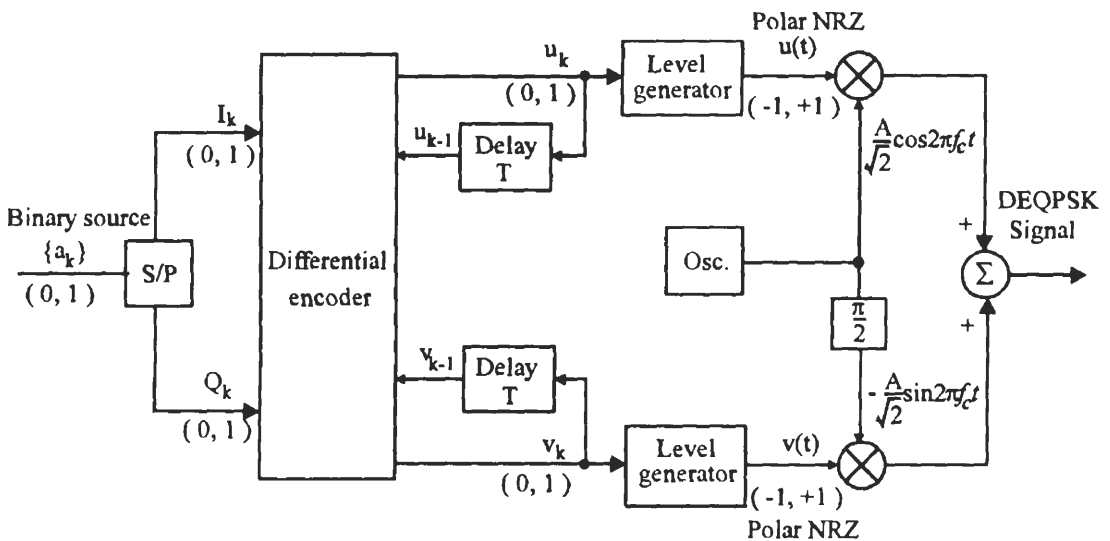 Polar NRZ
u(t)
(-1, +1)
u_k
(0, 1)
Level
generator
I_k
(0, 1)
u_{k-1}
Delay
T
A/√2 cos2πf_c t
Binary source
{a_k}
(0, 1)
S/P
Differential
encoder
Osc.
DEQPSK
Signal
+
Σ
+
π/2
v_{k-1}
Delay
T
Q_k
(0, 1)
-A/√2 sin2πf_c t
v_k
(0, 1)
Level
generator
v(t)
(-1, +1)
Polar NRZ